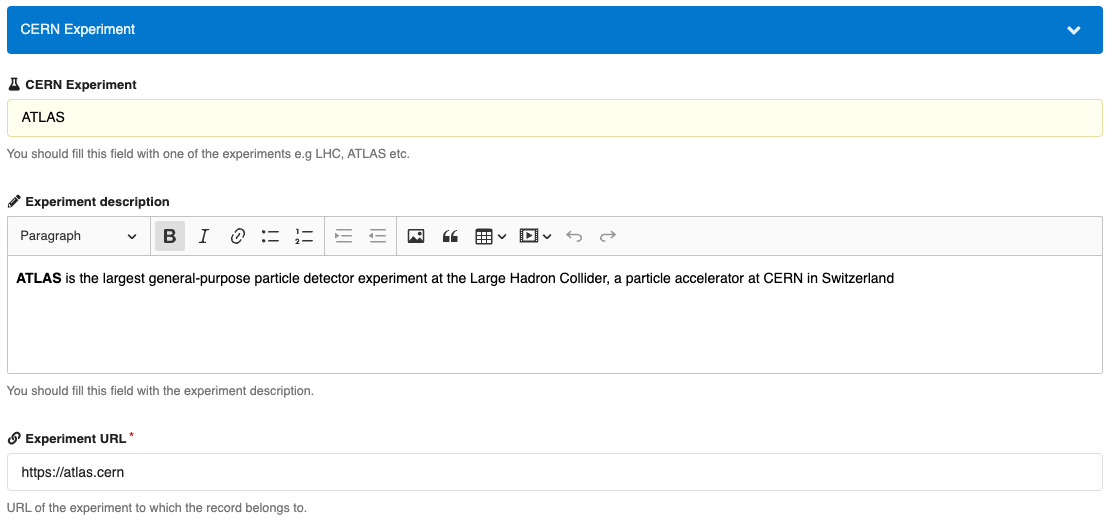 CERN Experiment
CERN Experiment
ATLAS
You should fill this field with one of the experiments e.g LHC, ATLAS etc.
Experiment description
Paragraph B I
ATLAS is the largest general-purpose particle detector experiment at the Large Hadron Collider, a particle accelerator at CERN in Switzerland
You should fill this field with the experiment description.
Experiment URL *
https://atlas.cern
URL of the experiment to which the record belongs to.